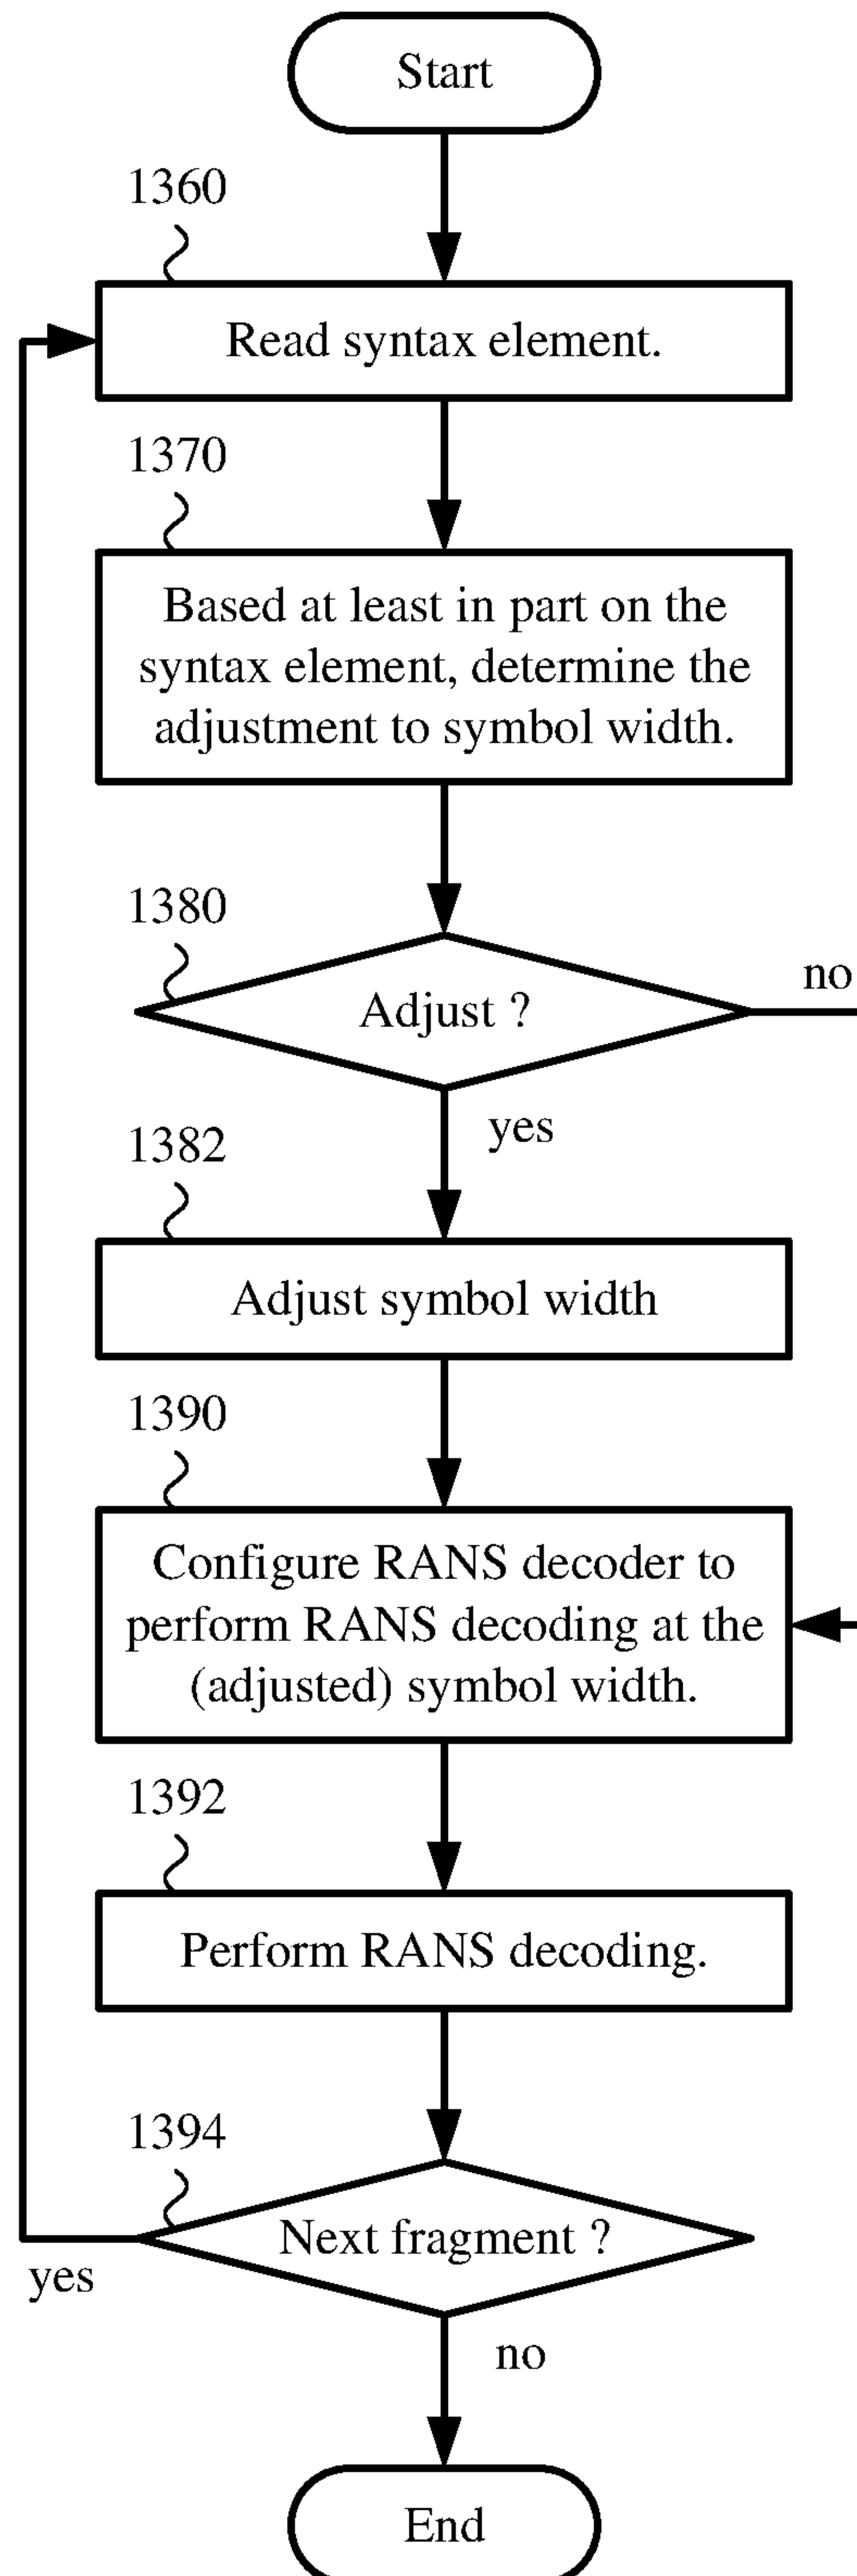 Start
1360
Read syntax element.
1370
Based at least in part on the
syntax element, determine the
adjustment to symbol width.
1380
Adjust ?
no
yes
1382
Adjust symbol width
1390
Configure RANS decoder to
perform RANS decoding at the
(adjusted) symbol width.
1392
Perform RANS decoding.
1394
Next fragment ?
yes
no
End